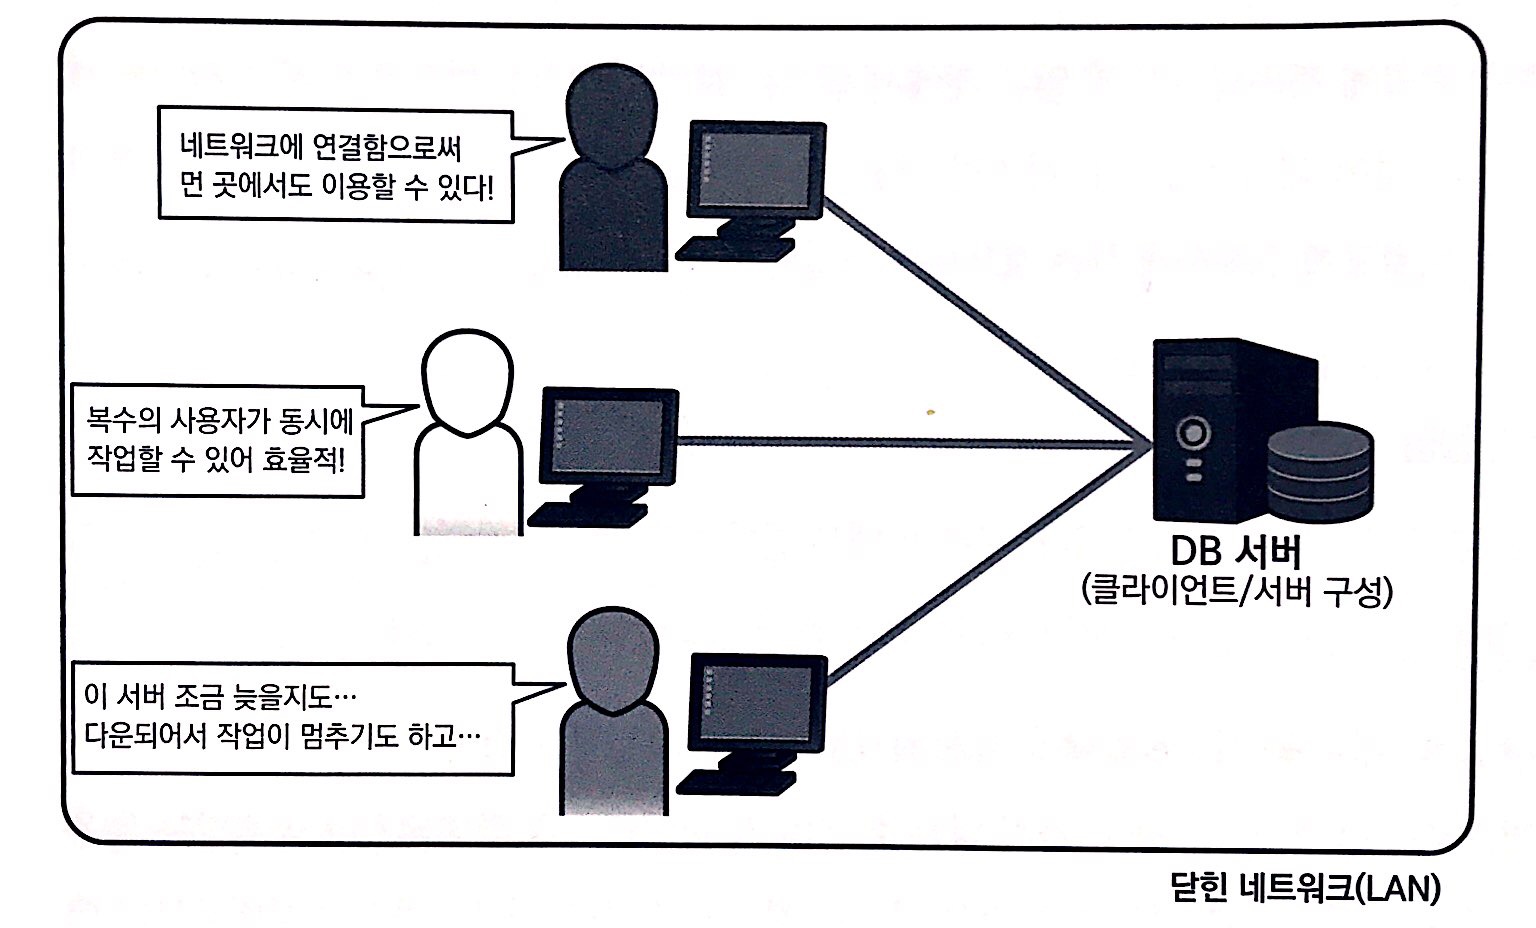 네트워크에 연결함으로써
먼 곳에서도 이용할 수 있다!
복수의 사용자가 동시에
작업할 수 있어 효율적!
이 서버 조금 늦을지도…
다운되어서 작업이 멈추기도 하고…
DB 서버
(클라이언트/서버 구성)
닫힌 네트워크(LAN)